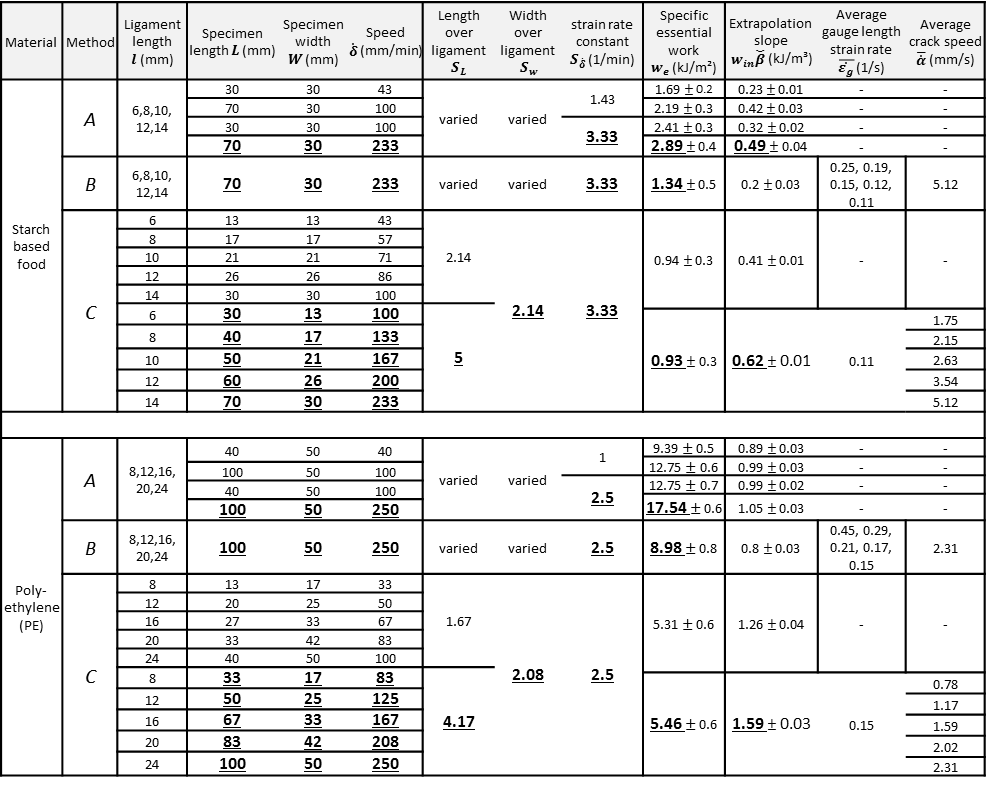 Material Method Ligament length l (mm) Specimen length L (mm) Specimen width W (mm) Speed δ̇ (mm/min) Length over ligament S_L Width over ligament S_w strain rate constant S_δ̇ (1/min) Specific essential work w_e (kJ/m²) Extrapolation slope w_in β̆ (kJ/m³) Average gauge length strain rate ε̇_g (1/s) Average crack speed ᾱ (mm/s)
Starch based food
A 6,8,10, 12,14 varied varied
30 30 43 1.43 1.69 ± 0.2 0.23 ± 0.01 - -
70 30 100 2.19 ± 0.3 0.42 ± 0.03 - -
30 30 100 3.33 2.41 ± 0.3 0.32 ± 0.02 - -
70 30 233 2.89 ± 0.4 0.49 ± 0.04 - -
B 6,8,10, 12,14 70 30 233 varied varied 3.33 1.34 ± 0.5 0.2 ± 0.03 0.25, 0.19, 0.15, 0.12, 0.11 5.12
C 2.14 3.33
6 13 13 43
8 17 17 57
10 21 21 71 2.14 0.94 ± 0.3 0.41 ± 0.01 - -
12 26 26 86
14 30 30 100
6 30 13 100 1.75
8 40 17 133 2.15
10 50 21 167 5 0.93 ± 0.3 0.62 ± 0.01 0.11 2.63
12 60 26 200 3.54
14 70 30 233 5.12
Poly- ethylene (PE)
A 8,12,16, 20,24 varied varied
40 50 40 1 9.39 ± 0.5 0.89 ± 0.03 - -
100 50 100 12.75 ± 0.6 0.99 ± 0.03 - -
40 50 100 2.5 12.75 ± 0.7 0.99 ± 0.02 - -
100 50 250 17.54 ± 0.6 1.05 ± 0.03 - -
B 8,12,16, 20,24 100 50 250 varied varied 2.5 8.98 ± 0.8 0.8 ± 0.03 0.45, 0.29, 0.21, 0.17, 0.15 2.31
C 2.08 2.5
8 13 17 33
12 20 25 50
16 27 33 67 1.67 5.31 ± 0.6 1.26 ± 0.04 - -
20 33 42 83
24 40 50 100
8 33 17 83 0.78
12 50 25 125 1.17
16 67 33 167 4.17 5.46 ± 0.6 1.59 ± 0.03 0.15 1.59
20 83 42 208 2.02
24 100 50 250 2.31